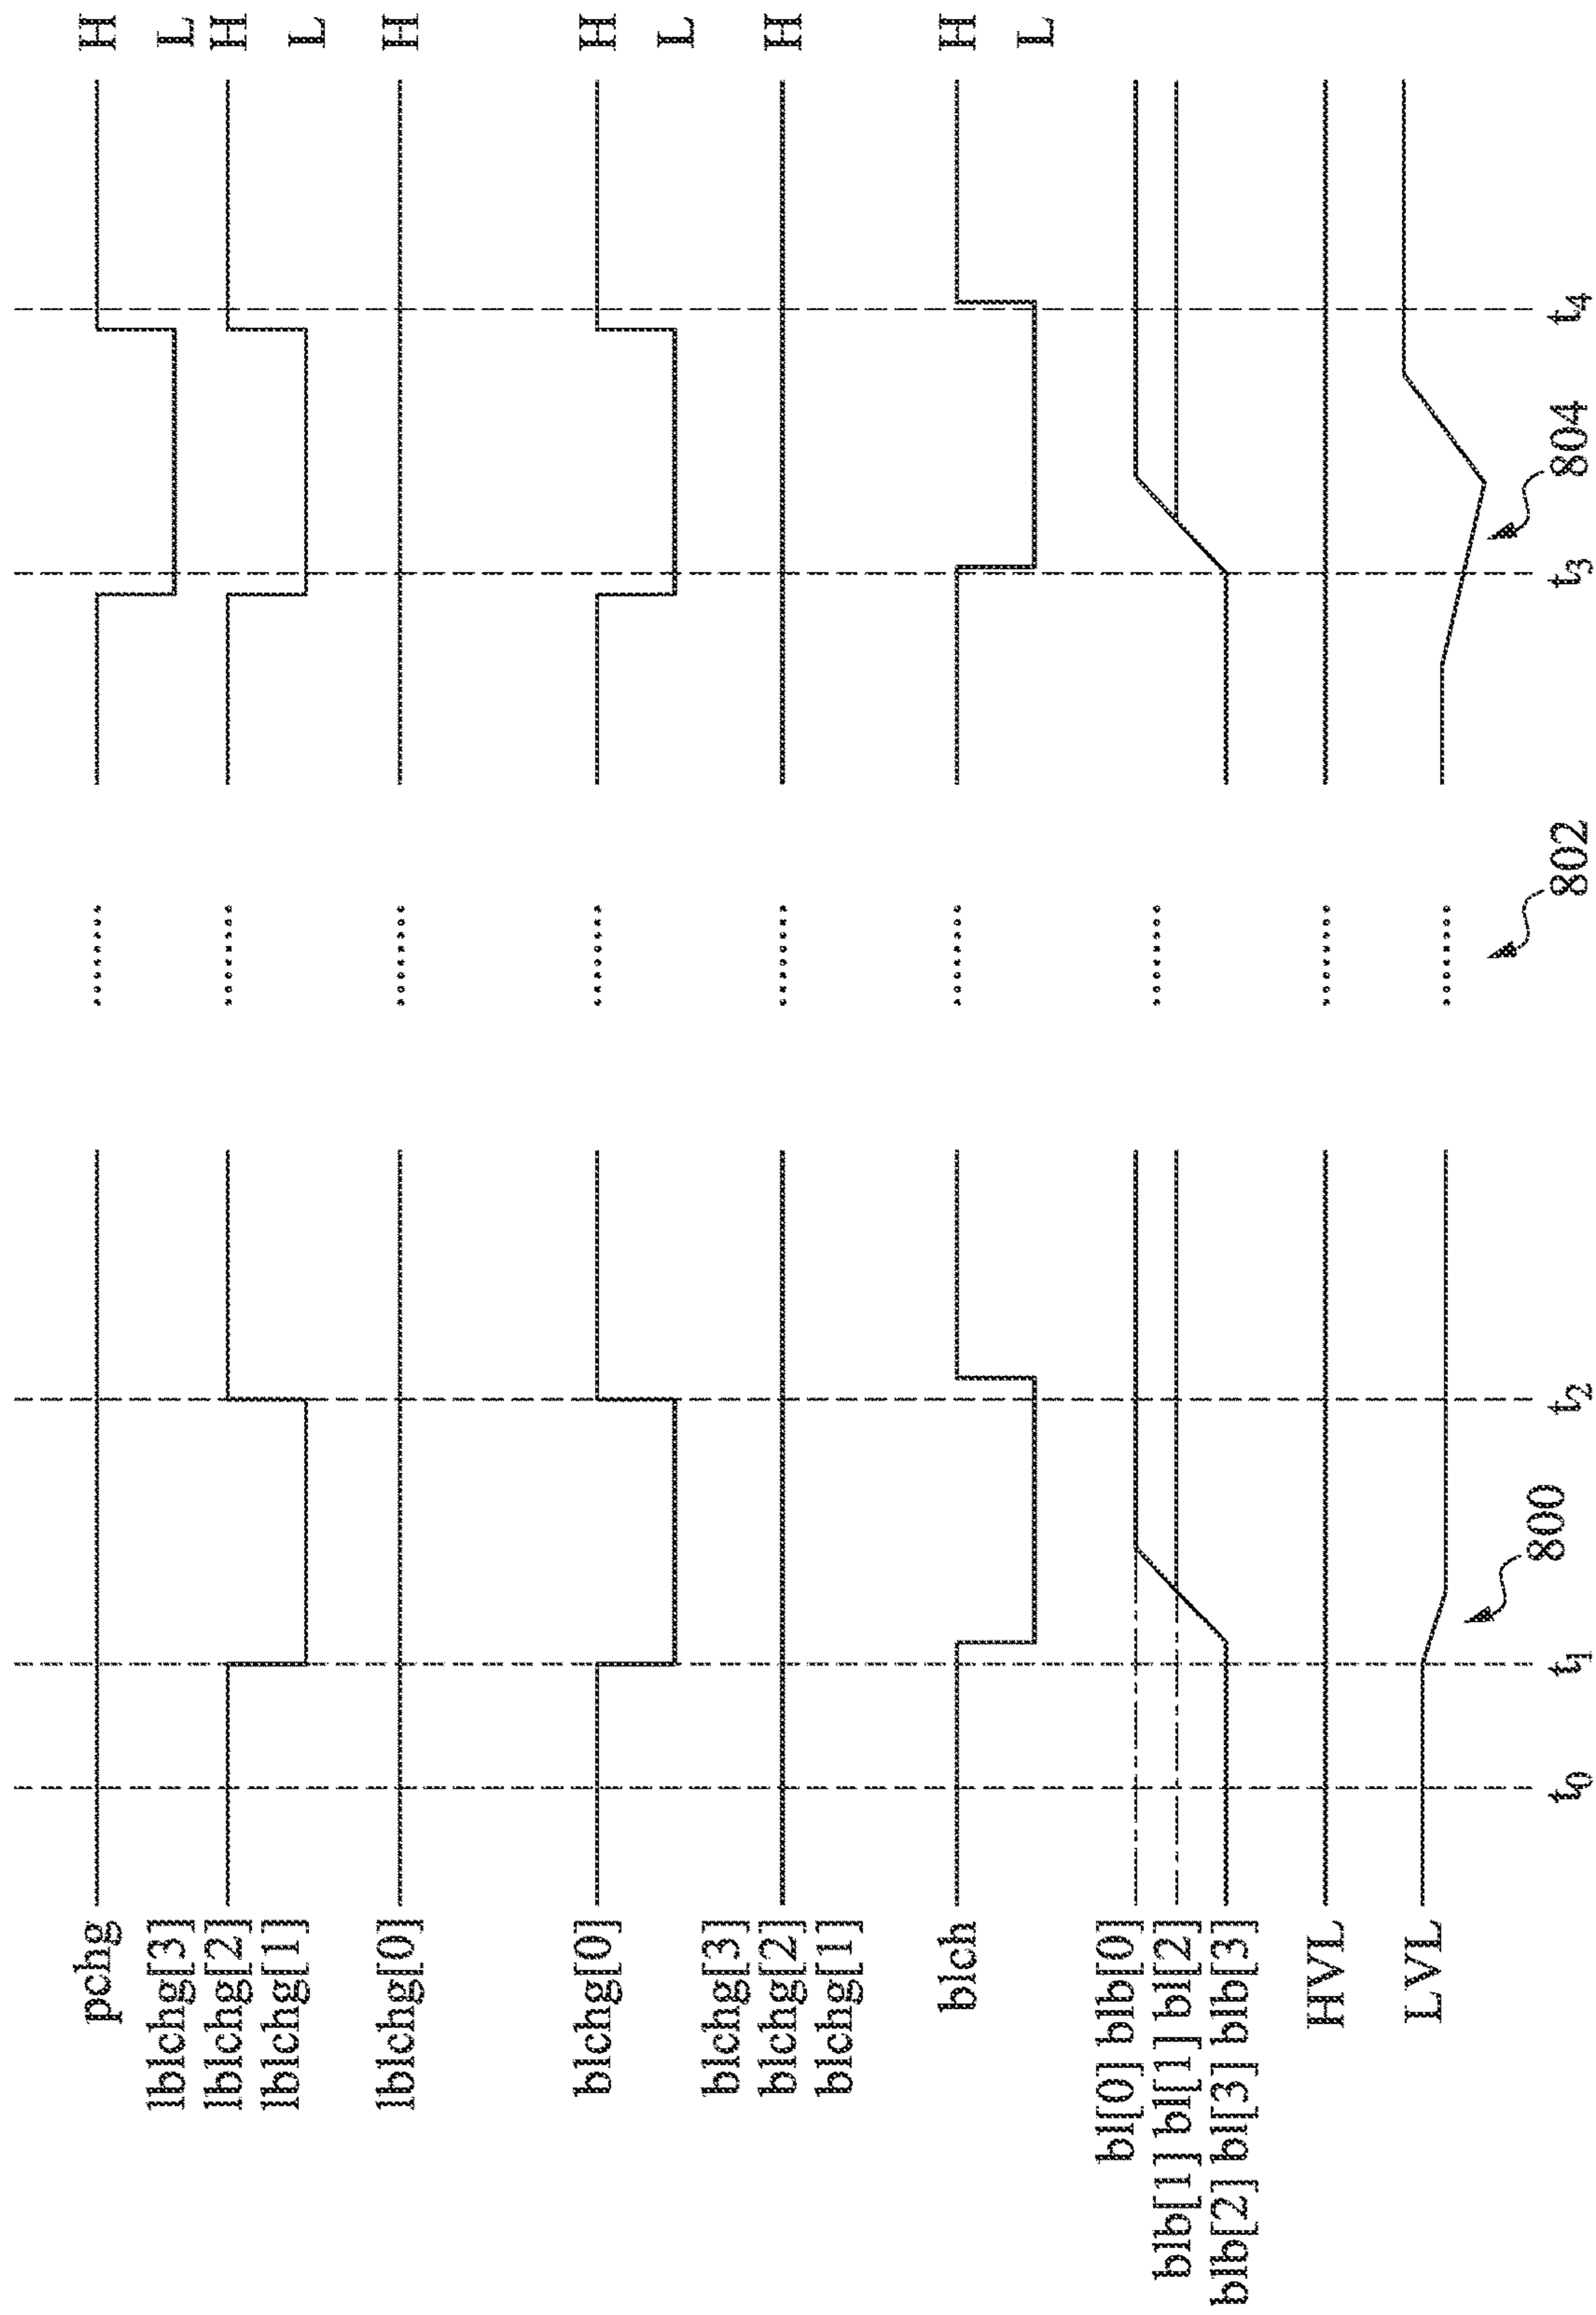 pchg
H
L
lblchg[3]
lblchg[2]
lblchg[1]
H
L
lblchg[0]
H
blchg[0]
H
L
blchg[3]
blchg[2]
blchg[1]
H
blch
H
L
bl[0] blb[0]
blb[1] bl[1] bl[2]
blb[2] bl[3] blb[3]
HVL
LVL
800
802
804
t0
t1
t2
t3
t4